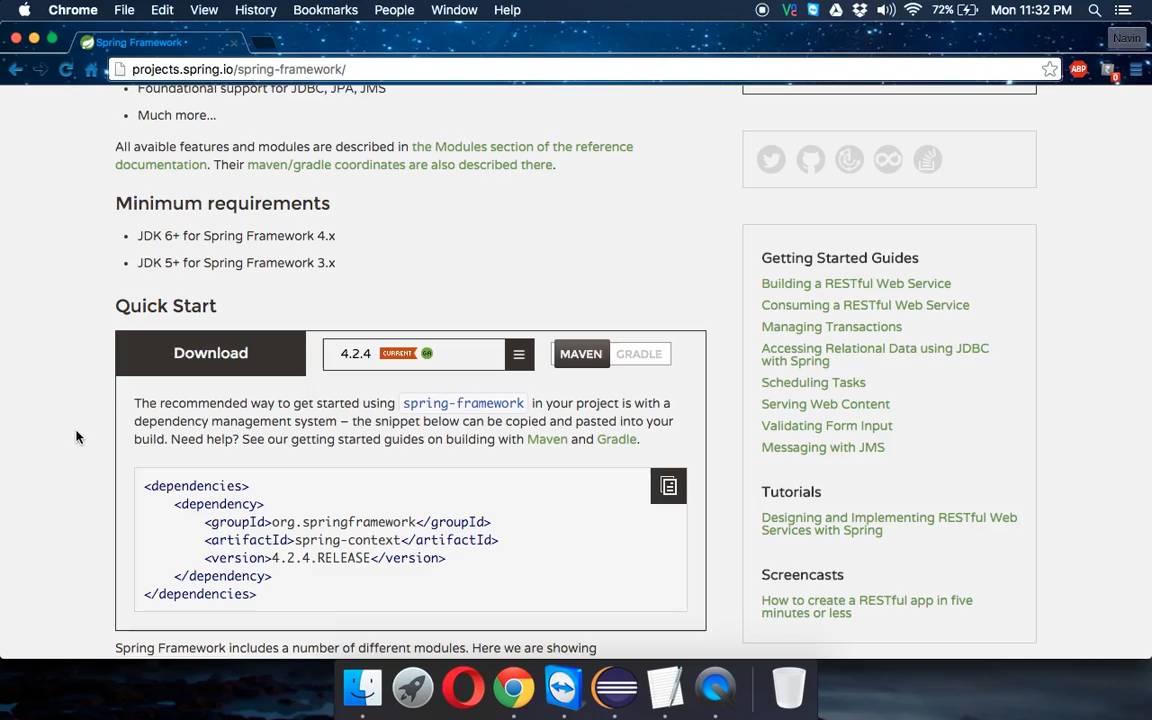 Chrome File Edit View History Bookmarks People Window Help 72% Mon 11:32 PM
Spring Framework
Navin
projects.spring.io/spring-framework/
ABP
0
Foundational support for JDBC, JPA, JMS
Much more...
All avaible features and modules are described in the Modules section of the reference
documentation. Their maven/gradle coordinates are also described there.
Minimum requirements
JDK 6+ for Spring Framework 4.x
JDK 5+ for Spring Framework 3.x
Quick Start
Download
4.2.4 CURRENT GA
MAVEN GRADLE
The recommended way to get started using spring-framework in your project is with a
dependency management system – the snippet below can be copied and pasted into your
build. Need help? See our getting started guides on building with Maven and Gradle.
<dependencies>
<dependency>
<groupId>org.springframework</groupId>
<artifactId>spring-context</artifactId>
<version>4.2.4.RELEASE</version>
</dependency>
</dependencies>
Spring Framework includes a number of different modules. Here we are showing
Getting Started Guides
Building a RESTful Web Service
Consuming a RESTful Web Service
Managing Transactions
Accessing Relational Data using JDBC
with Spring
Scheduling Tasks
Serving Web Content
Validating Form Input
Messaging with JMS
Tutorials
Designing and Implementing RESTful Web
Services with Spring
Screencasts
How to create a RESTful app in five
minutes or less